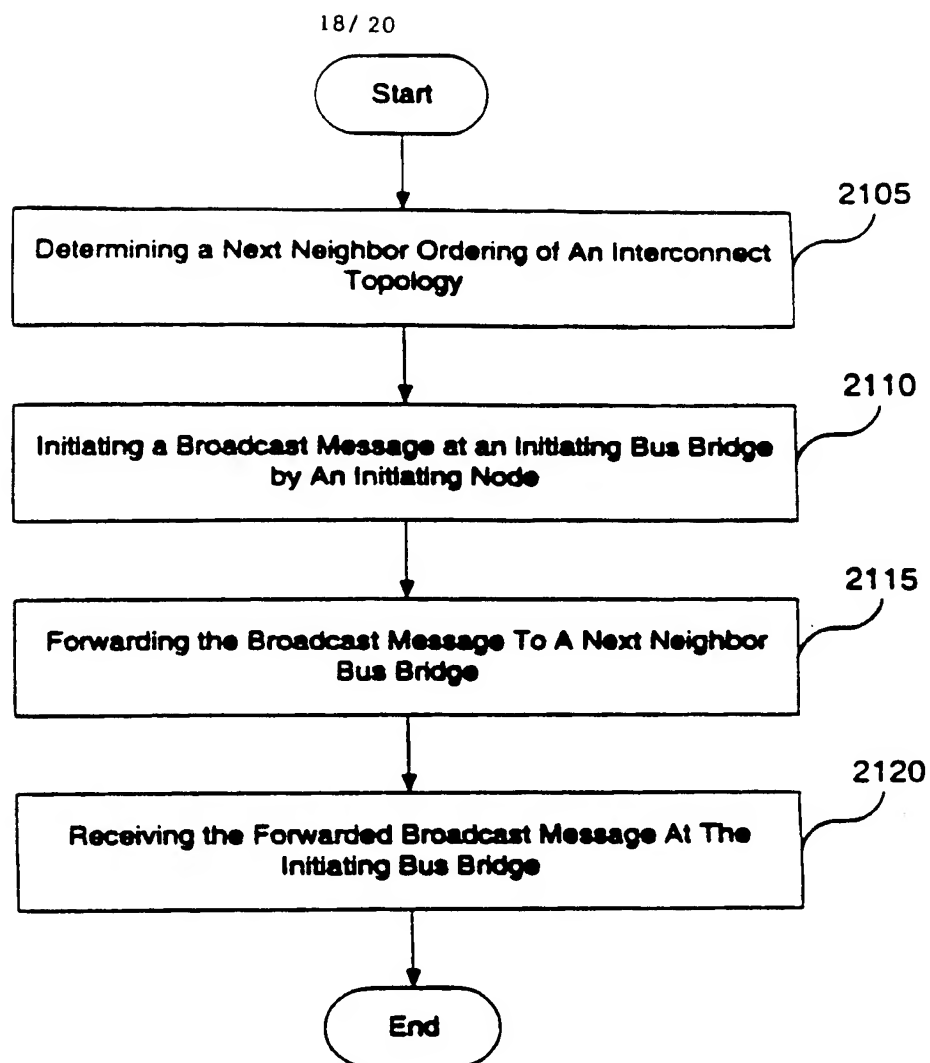 18/ 20
Start
2105
Determining a Next Neighbor Ordering of An Interconnect
Topology
2110
Initiating a Broadcast Message at an Initiating Bus Bridge
by An Initiating Node
2115
Forwarding the Broadcast Message To A Next Neighbor
Bus Bridge
2120
Receiving the Forwarded Broadcast Message At The
Initiating Bus Bridge
End